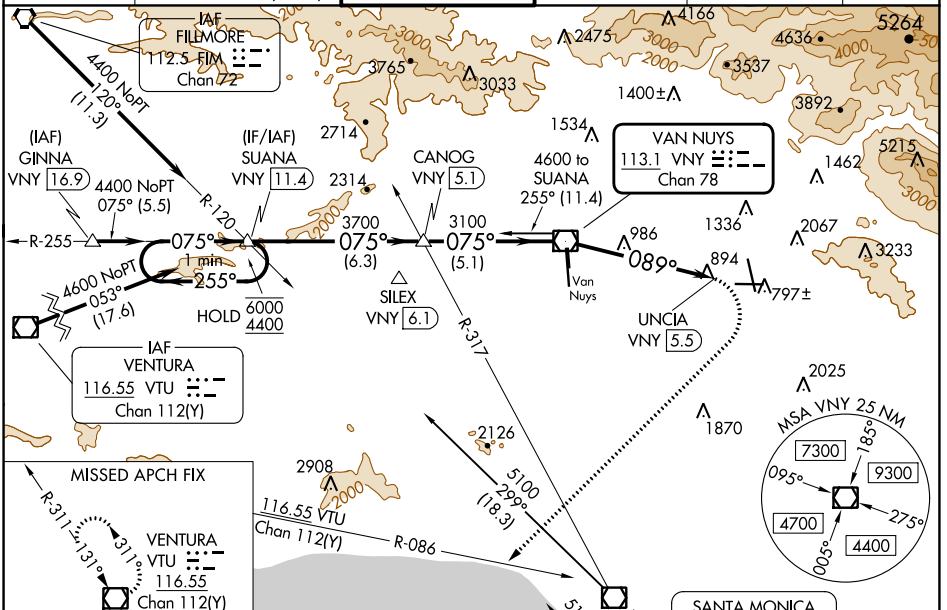 IAF
FILLMORE
112.5 FIM
Chan 72
4400 NoPT
120°
(11.3)
3000
3765
3033
2475
4166
2000
4636
4000
5264
3537
1400±
3892
2714
1534
VAN NUYS
113.1 VNY
Chan 78
5215
1462
(IAF)
GINNA
VNY 16.9
(IF/IAF)
SUANA
VNY 11.4
2314
CANOG
VNY 5.1
4600 to
SUANA
255° (11.4)
4400 NoPT
075° (5.5)
R-120
1336
2067
R-255
075°
3700
075°
(6.3)
3100
075°
(5.1)
986
089°
894
3233
1 min
255°
4600 NoPT
053°
(17.6)
HOLD
6000
4400
SILEX
VNY 6.1
Van
Nuys
797±
UNCIA
VNY 5.5
R-317
IAF
VENTURA
116.55 VTU
Chan 112(Y)
2025
1870
2126
MSA VNY 25 NM
7300
185°
9300
095°
275°
4700
005°
4400
MISSED APCH FIX
R-311
131°
311°
VENTURA
VTU
116.55
Chan 112(Y)
2908
2000
116.55 VTU
Chan 112(Y)
R-086
5100
299°
(18.3)
SANTA MONICA